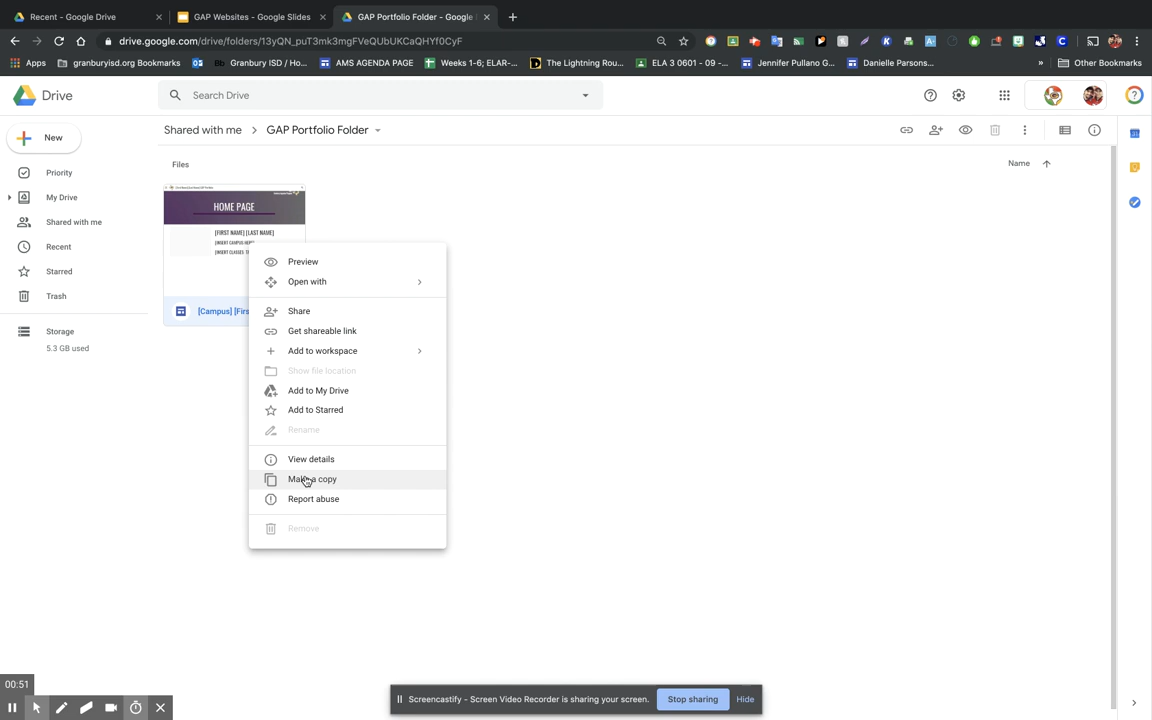 Recent - Google Drive
GAP Websites - Google Slides
GAP Portfolio Folder - Google
drive.google.com/drive/folders/13yQN_puT3mk3mgFVeQUbUKCaQHYf0CyF
Apps
granburyisd.org Bookmarks
Granbury ISD / Ho...
AMS AGENDA PAGE
Weeks 1-6; ELAR-...
The Lightning Rou...
ELA 3 0601 - 09 -...
Jennifer Pullano G...
Danielle Parsons...
»
Other Bookmarks
Drive
Search Drive
New
Shared with me > GAP Portfolio Folder
Priority
My Drive
Shared with me
Recent
Starred
Trash
Storage
5.3 GB used
Files
Name
HOME PAGE
[FIRST NAME] [LAST NAME]
[INSERT CAMPUS
[INSERT CLASSES
[Campus] [Firs
Preview
Open with
Share
Get shareable link
Add to workspace
Show file location
Add to My Drive
Add to Starred
Rename
View details
Make a copy
Report abuse
Remove
00:51
Screencastify - Screen Video Recorder is sharing your screen.
Stop sharing
Hide